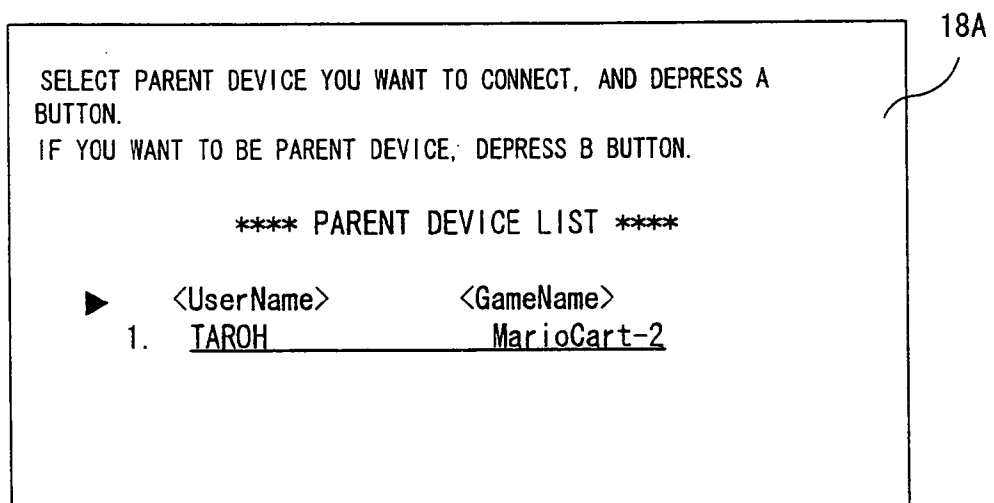 18A
SELECT PARENT DEVICE YOU WANT TO CONNECT, AND DEPRESS A
BUTTON.
IF YOU WANT TO BE PARENT DEVICE, DEPRESS B BUTTON.
**** PARENT DEVICE LIST ****
<UserName> <GameName>
1. TAROH MarioCart-2